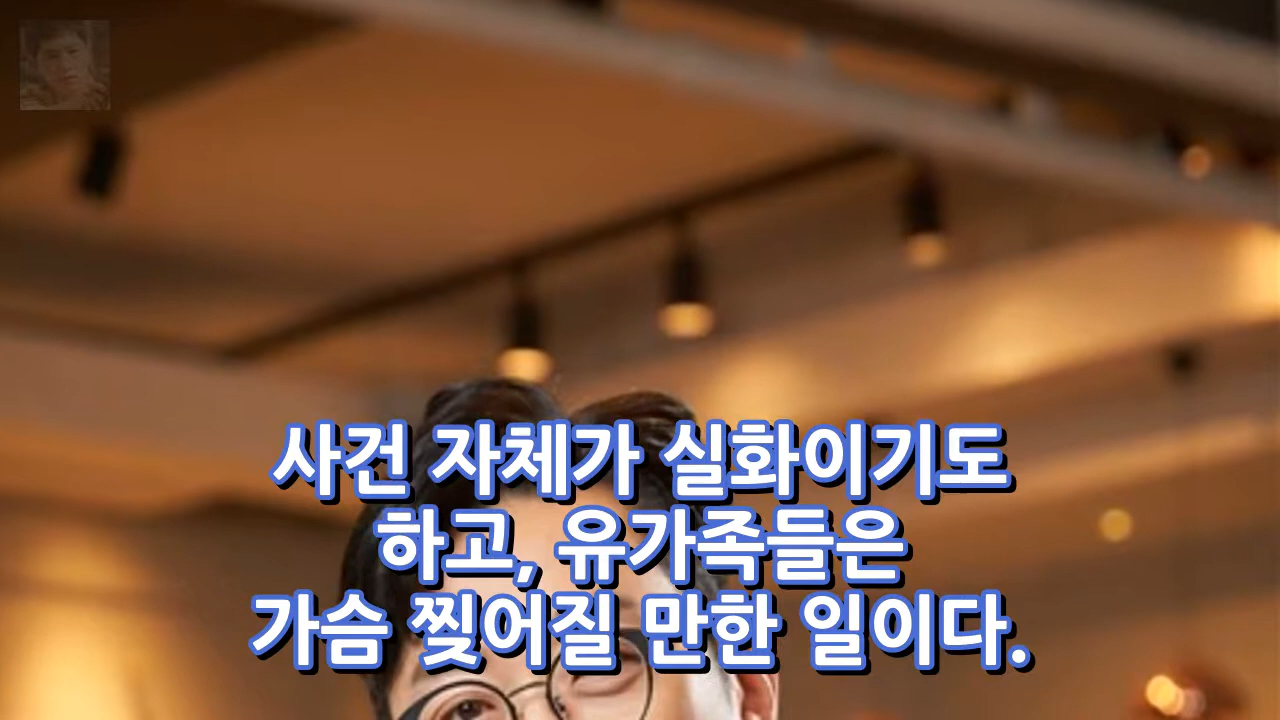 사건 자체가 실화이기도
하고, 유가족들은
가슴 찢어질 만한 일이다.